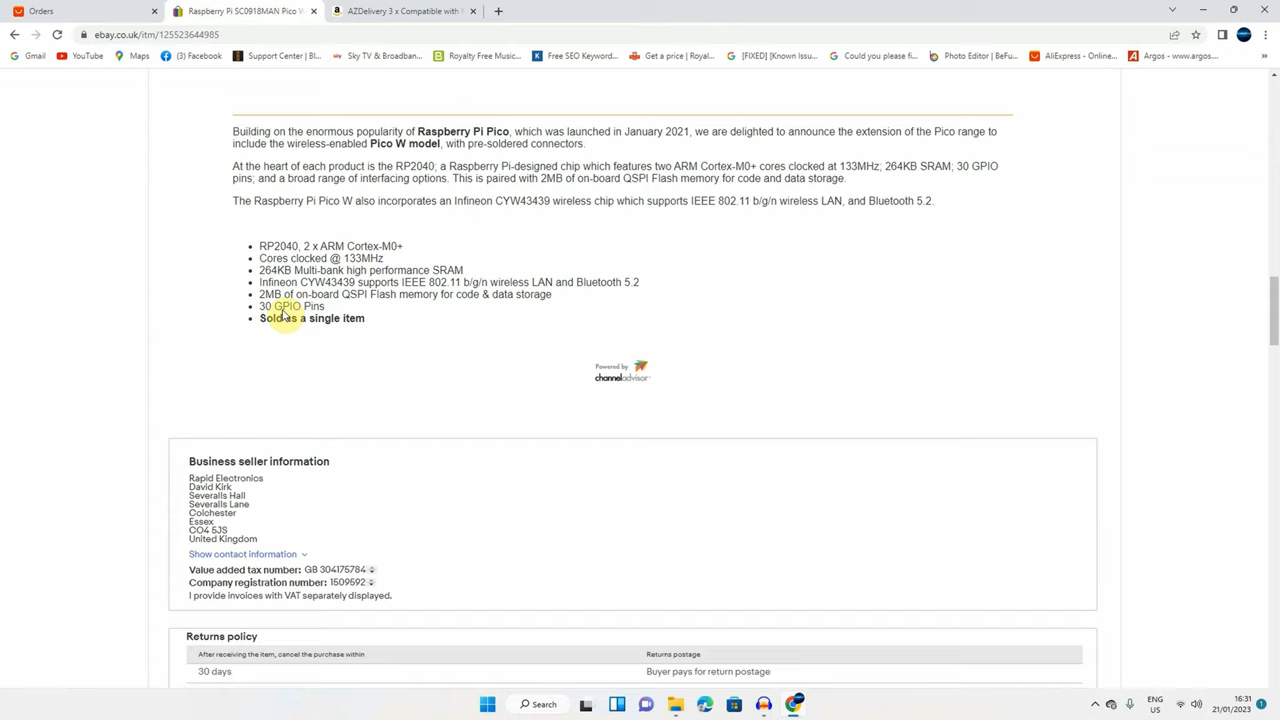 Orders
Raspberry Pi SC0918MAN Pico W
AZDelivery 3 x Compatible with
ebay.co.uk/itm/125523644985
Gmail
YouTube
Maps
(3) Facebook
Support Center | Bl...
Sky TV & Broadban...
Royalty Free Music...
Free SEO Keyword...
Get a price | Royal...
[FIXED] [Known Issu...
Could you please fi...
Photo Editor | BeFu...
AliExpress - Online...
Argos - www.argos....
Building on the enormous popularity of Raspberry Pi Pico, which was launched in January 2021, we are delighted to announce the extension of the Pico range to
include the wireless-enabled Pico W model, with pre-soldered connectors.
At the heart of each product is the RP2040; a Raspberry Pi-designed chip which features two ARM Cortex-M0+ cores clocked at 133MHz; 264KB SRAM; 30 GPIO
pins; and a broad range of interfacing options. This is paired with 2MB of on-board QSPI Flash memory for code and data storage.
The Raspberry Pi Pico W also incorporates an Infineon CYW43439 wireless chip which supports IEEE 802.11 b/g/n wireless LAN, and Bluetooth 5.2.
RP2040, 2 x ARM Cortex-M0+
Cores clocked @ 133MHz
264KB Multi-bank high performance SRAM
Infineon CYW43439 supports IEEE 802.11 b/g/n wireless LAN and Bluetooth 5.2
2MB of on-board QSPI Flash memory for code & data storage
30 GPIO Pins
Sold as a single item
Powered by
channeladvisor
Business seller information
Rapid Electronics
David Kirk
Severalls Hall
Severalls Lane
Colchester
Essex
CO4 5JS
United Kingdom
Show contact information
Value added tax number: GB 304175784
Company registration number: 1509592
I provide invoices with VAT separately displayed.
Returns policy
After receiving the item, cancel the purchase within
Returns postage
30 days
Buyer pays for return postage
Search
ENG
US
16:31
21/01/2023